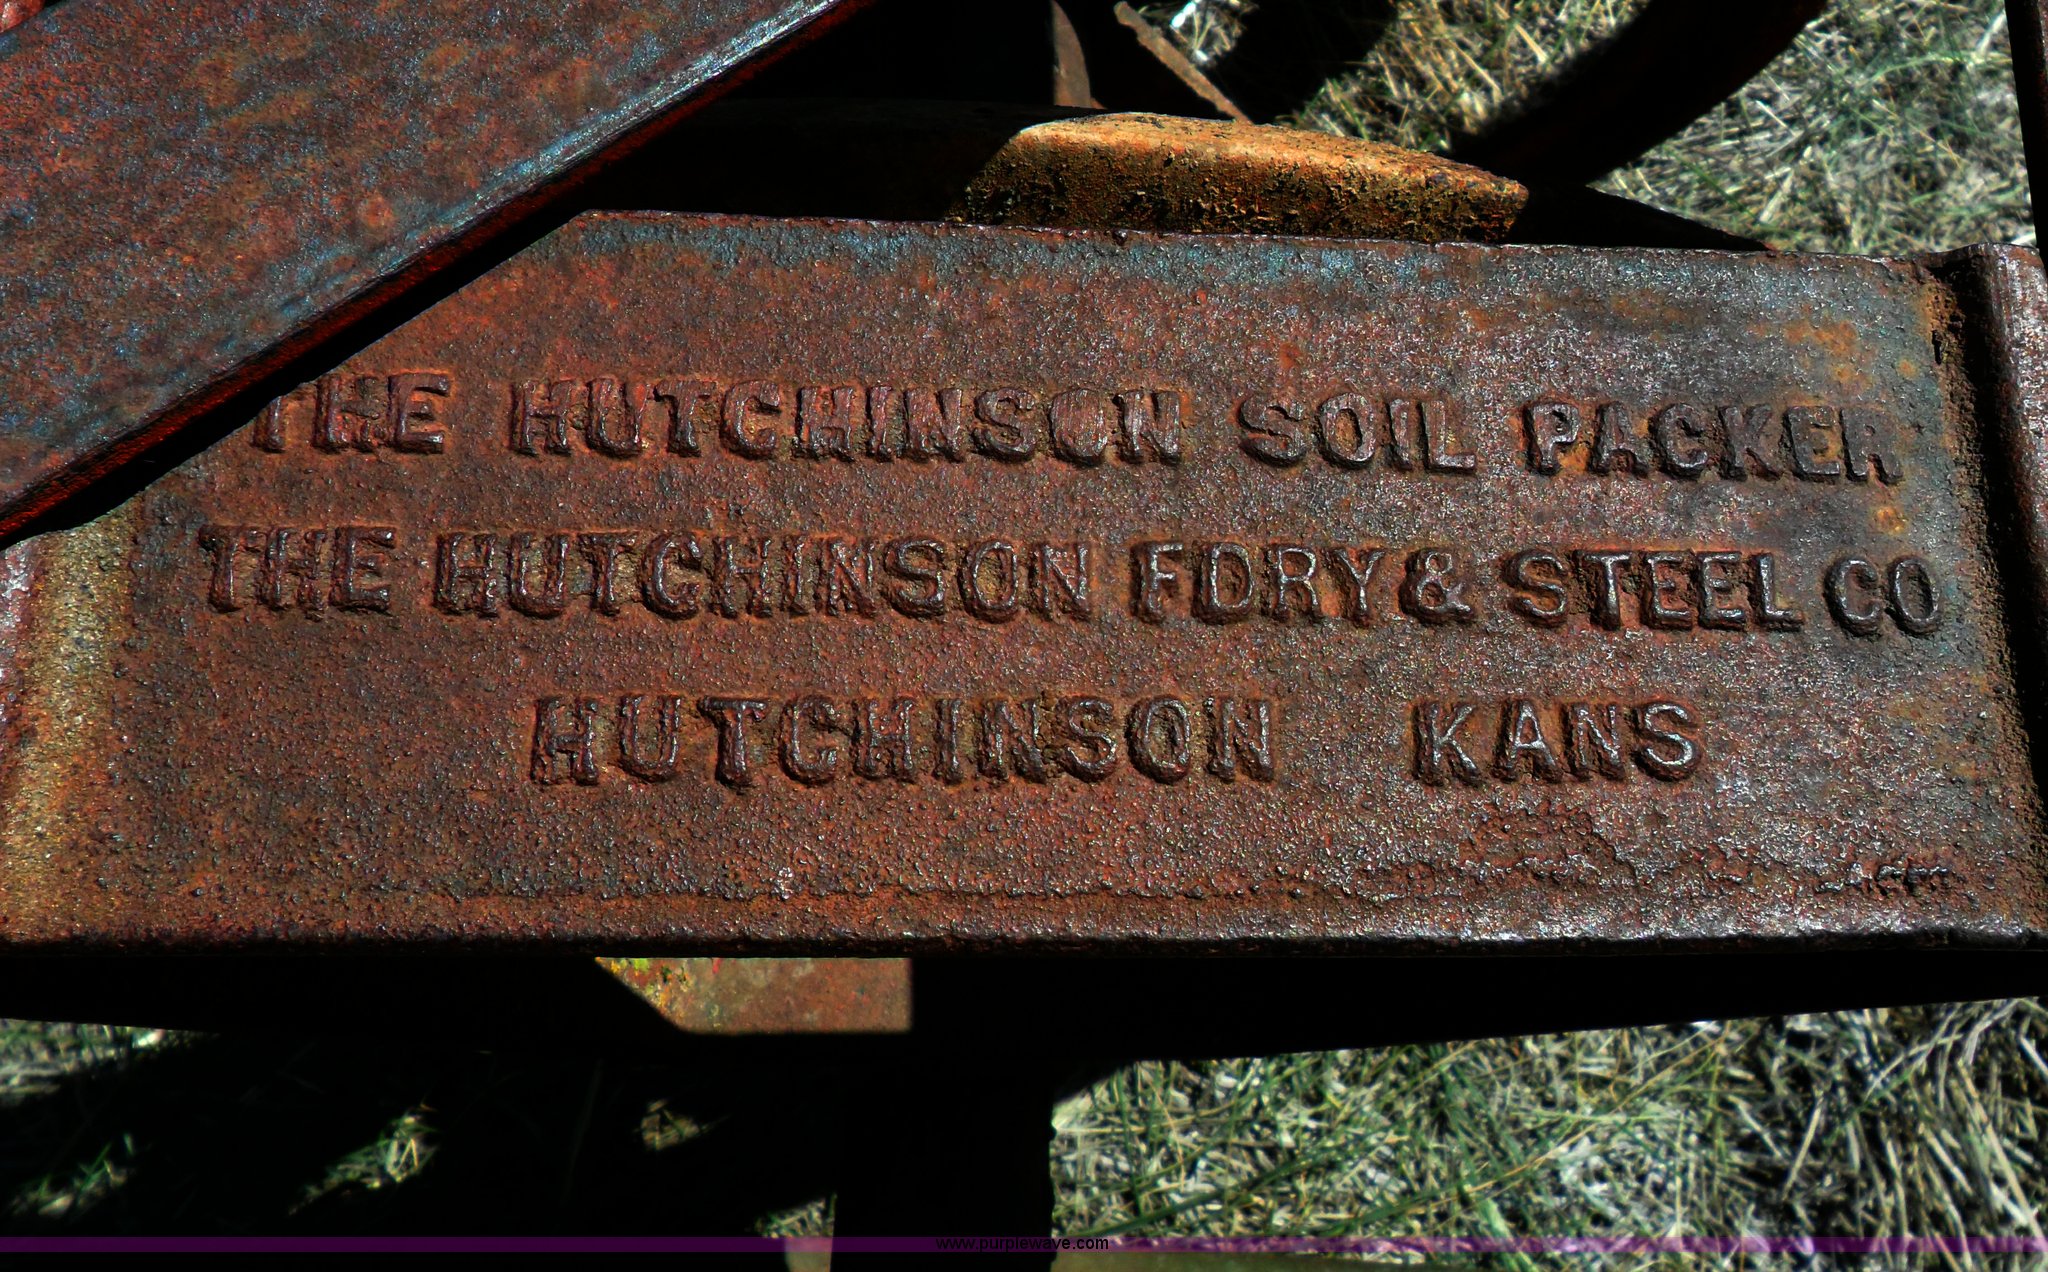 THE HUTCHINSON SOIL PACKER
THE HUTCHINSON FDRY & STEEL CO
HUTCHINSON KANS
www.purplewave.com